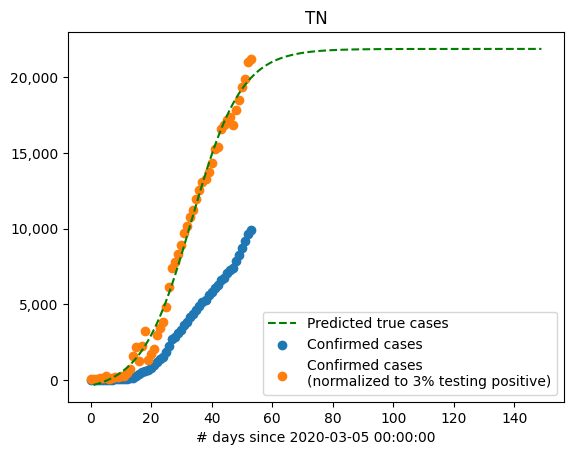 TN
20,000
15,000
10,000
5,000
0
Predicted true cases
Confirmed cases
Confirmed cases
(normalized to 3% testing positive)
0 20 40 60 80 100 120 140
# days since 2020-03-05 00:00:00